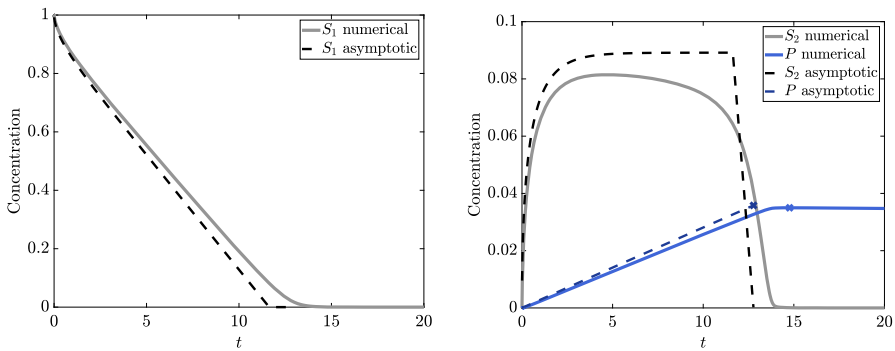 1
0.8
0.6
0.4
0.2
0
0
5
10
15
20
Concentration
t
S₁ numerical
S₁ asymptotic
0.1
0.08
0.06
0.04
0.02
0
0
5
10
15
20
Concentration
t
S₂ numerical
P numerical
S₂ asymptotic
P asymptotic